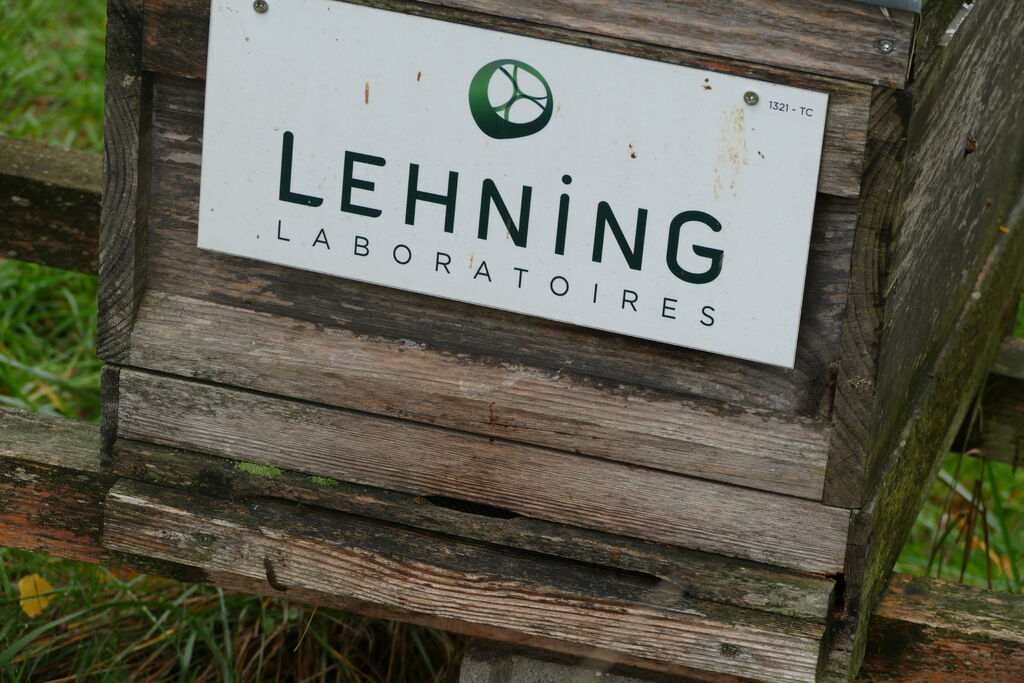 1321 - TC
LEHNiNG
LABORATOIRES